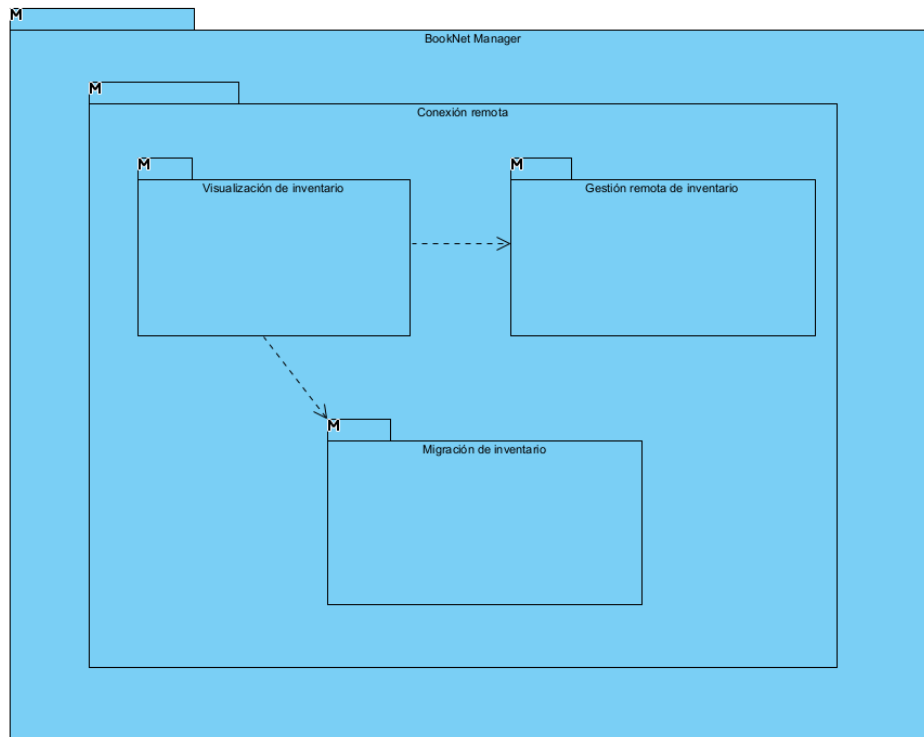 M
BookNet Manager
M
Conexión remota
M
Visualización de inventario
M
Gestión remota de inventario
M
Migración de inventario